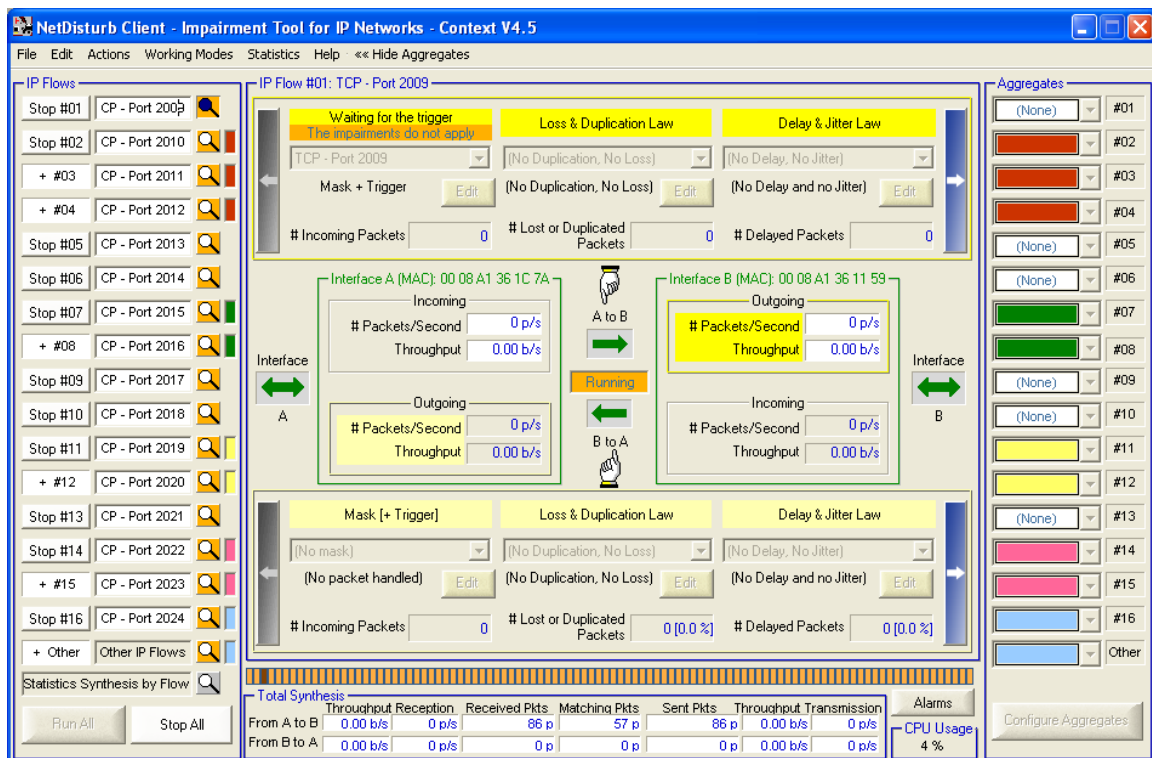 NetDisturb Client - Impairment Tool for IP Networks - Context V4.5
File Edit Actions Working Modes Statistics Help «« Hide Aggregates
IP Flows
Stop #01 CP - Port 2009
Stop #02 CP - Port 2010
+ #03 CP - Port 2011
+ #04 CP - Port 2012
Stop #05 CP - Port 2013
Stop #06 CP - Port 2014
Stop #07 CP - Port 2015
+ #08 CP - Port 2016
Stop #09 CP - Port 2017
Stop #10 CP - Port 2018
Stop #11 CP - Port 2019
+ #12 CP - Port 2020
Stop #13 CP - Port 2021
Stop #14 CP - Port 2022
+ #15 CP - Port 2023
Stop #16 CP - Port 2024
+ Other Other IP Flows
Statistics Synthesis by Flow
Run All Stop All
IP Flow #01: TCP - Port 2009
Waiting for the trigger
The impairments do not apply
Loss & Duplication Law
Delay & Jitter Law
TCP - Port 2009 (No Duplication, No Loss) (No Delay, No Jitter)
Mask + Trigger Edit (No Duplication, No Loss) Edit (No Delay and no Jitter) Edit
# Incoming Packets 0
# Lost or Duplicated
Packets 0
# Delayed Packets 0
Interface A (MAC): 00 08 A1 36 1C 7A
Incoming
# Packets/Second 0 p/s
Throughput 0.00 b/s
Interface
A
Outgoing
# Packets/Second 0 p/s
Throughput 0.00 b/s
A to B
Running
B to A
Interface B (MAC): 00 08 A1 36 11 59
Outgoing
# Packets/Second 0 p/s
Throughput 0.00 b/s
Interface
B
Incoming
# Packets/Second 0 p/s
Throughput 0.00 b/s
Mask [+ Trigger] Loss & Duplication Law Delay & Jitter Law
(No mask) (No Duplication, No Loss) (No Delay, No Jitter)
(No packet handled) Edit (No Duplication, No Loss) Edit (No Delay and no Jitter) Edit
# Incoming Packets 0
# Lost or Duplicated
Packets 0 [0.0 %]
# Delayed Packets 0 [0.0 %]
Total Synthesis
Throughput Reception Received Pkts Matching Pkts Sent Pkts Throughput Transmission
From A to B 0.00 b/s 0 p/s 86 p 57 p 86 p 0.00 b/s 0 p/s
From B to A 0.00 b/s 0 p/s 0 p 0 p 0 p 0.00 b/s 0 p/s
Alarms
CPU Usage
4 %
Aggregates
(None) #01
#02
#03
#04
(None) #05
(None) #06
#07
#08
(None) #09
(None) #10
#11
#12
(None) #13
#14
#15
#16
Other
Configure Aggregates